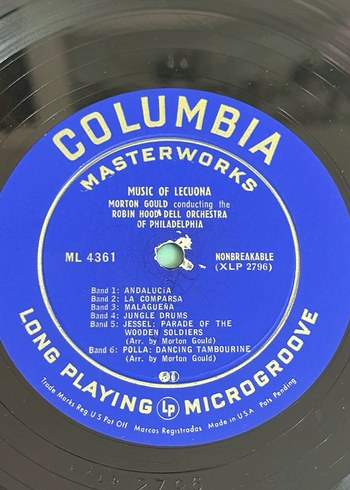 COLUMBIA
MASTERWORKS
MUSIC OF LECUONA
MORTON GOULD conducting the
ROBIN HOOD DELL ORCHESTRA
OF PHILADELPHIA
ML 4361
NONBREAKABLE
(XLP 2796)
Band 1: ANDALUCÍA
Band 2: LA COMPARSA
Band 3: MALAGUEÑA
Band 4: JUNGLE DRUMS
Band 5: JESSEL: PARADE OF THE
WOODEN SOLDIERS
(Arr. by Morton Gould)
Band 6: POLLA: DANCING TAMBOURINE
(Arr. by Morton Gould)
LONG PLAYING Lp MICROGROOVE
Trade Marks Reg U S Pat Off Marcas Registradas Made in U.S.A Pats Pending
2796